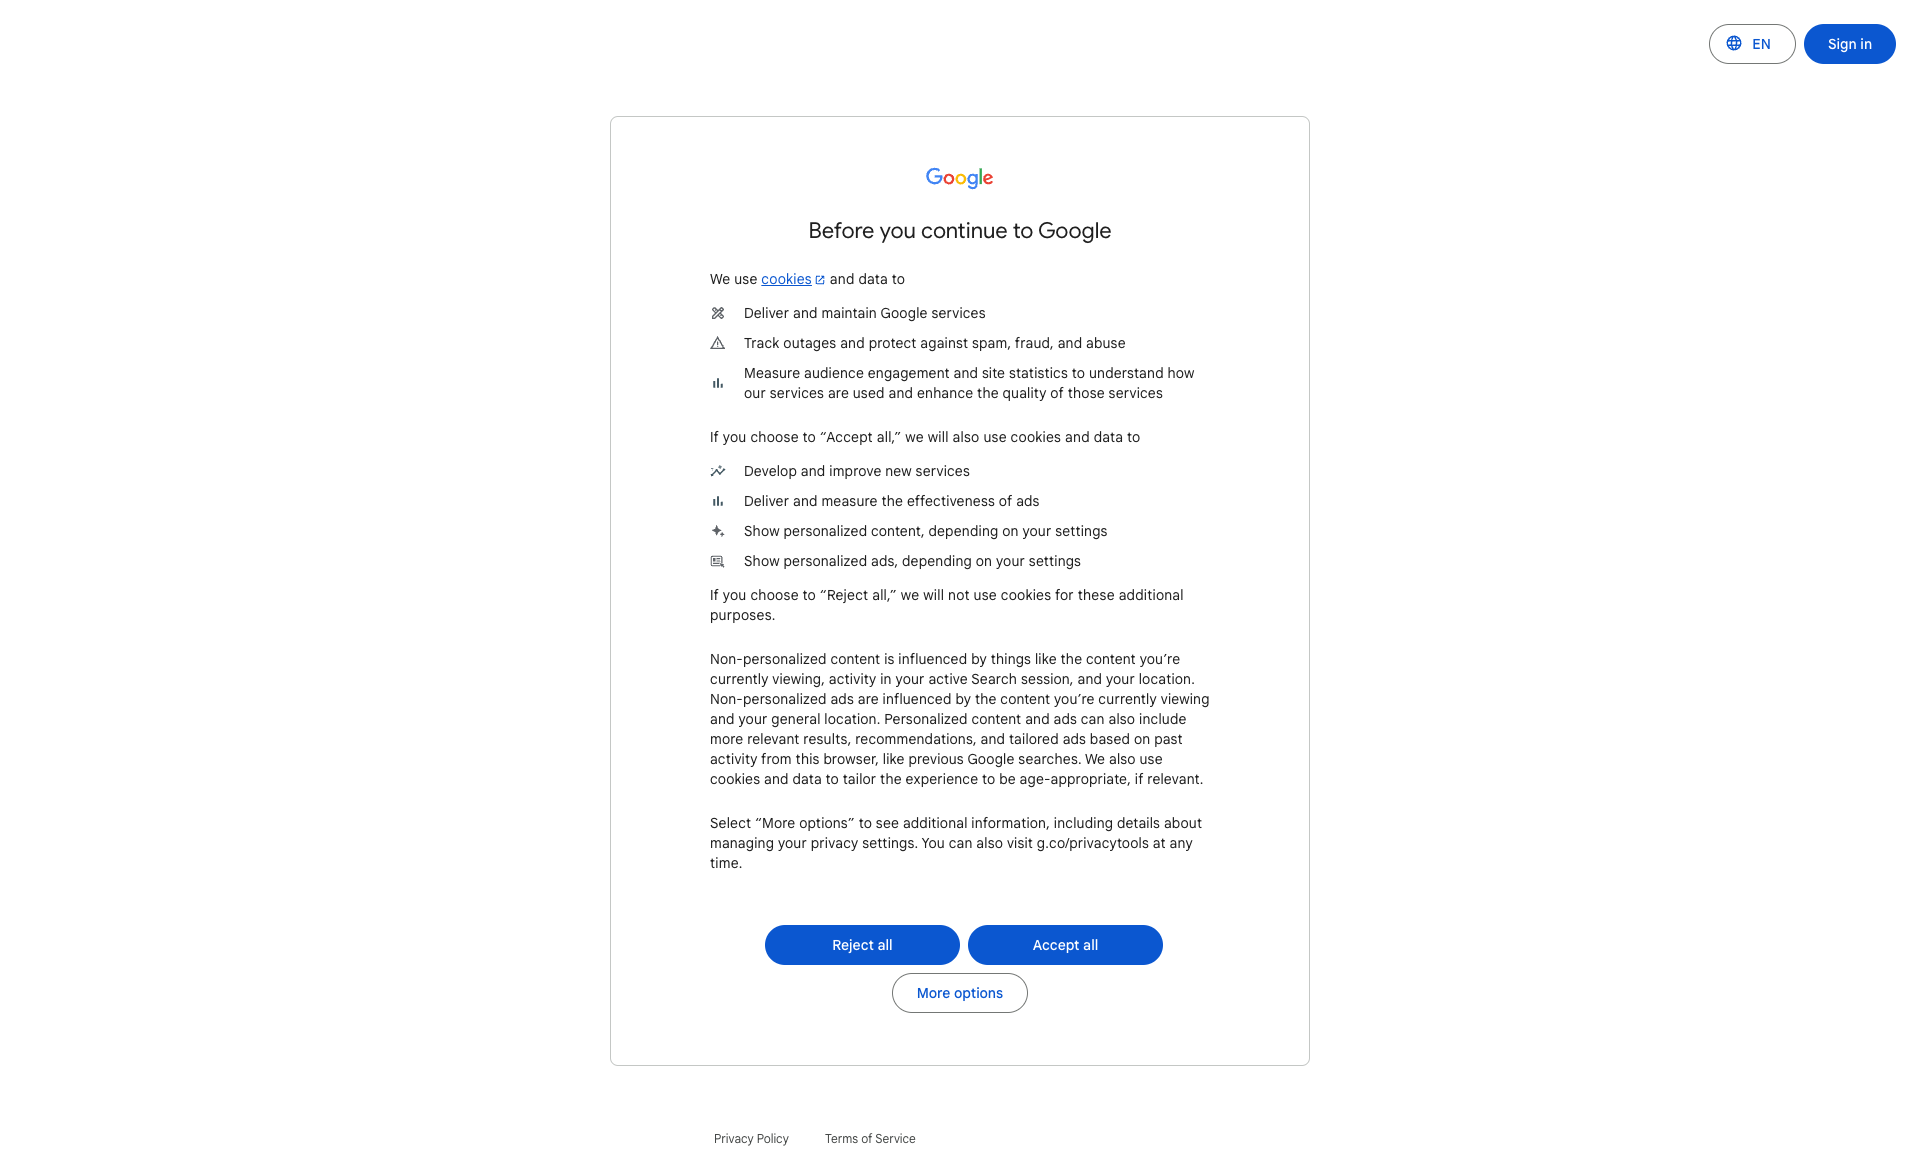 EN
Sign in
Google
Before you continue to Google
We use cookies and data to
Deliver and maintain Google services
Track outages and protect against spam, fraud, and abuse
Measure audience engagement and site statistics to understand how
our services are used and enhance the quality of those services
If you choose to “Accept all,” we will also use cookies and data to
Develop and improve new services
Deliver and measure the effectiveness of ads
Show personalized content, depending on your settings
Show personalized ads, depending on your settings
If you choose to “Reject all,” we will not use cookies for these additional
purposes.
Non-personalized content is influenced by things like the content you’re
currently viewing, activity in your active Search session, and your location.
Non-personalized ads are influenced by the content you’re currently viewing
and your general location. Personalized content and ads can also include
more relevant results, recommendations, and tailored ads based on past
activity from this browser, like previous Google searches. We also use
cookies and data to tailor the experience to be age-appropriate, if relevant.
Select “More options” to see additional information, including details about
managing your privacy settings. You can also visit g.co/privacytools at any
time.
Reject all
Accept all
More options
Privacy Policy
Terms of Service